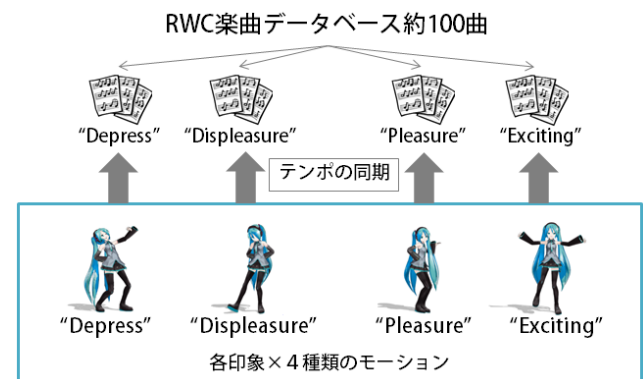 RWC楽曲データベース約100曲
“Depress” “Displeasure” “Pleasure” “Exciting”
テンポの同期
“Depress” “Displeasure” “Pleasure” “Exciting”
各印象×４種類のモーション